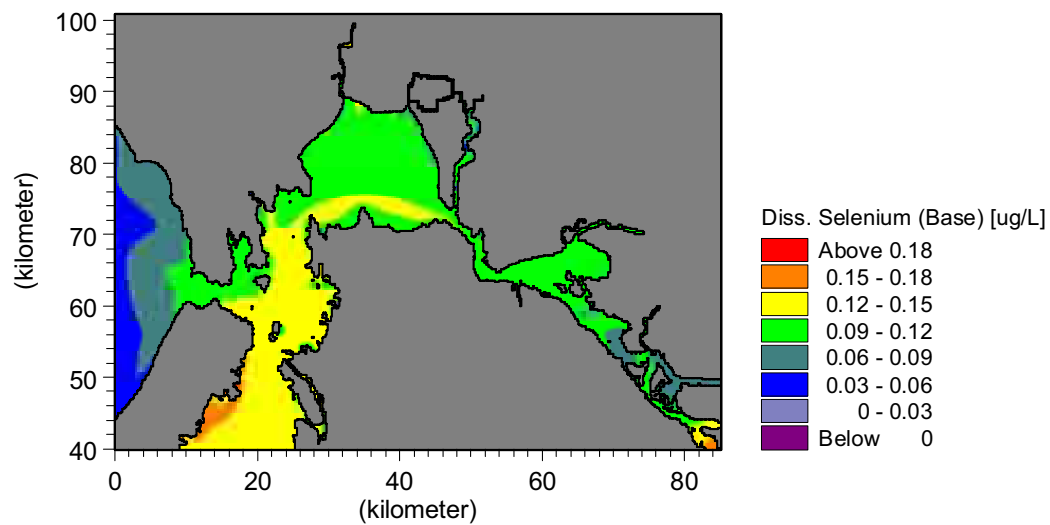 100
90
80
70
60
50
40
(kilometer)
0 20 40 60 80
(kilometer)
Diss. Selenium (Base) [ug/L]
Above 0.18
0.15 - 0.18
0.12 - 0.15
0.09 - 0.12
0.06 - 0.09
0.03 - 0.06
0 - 0.03
Below 0